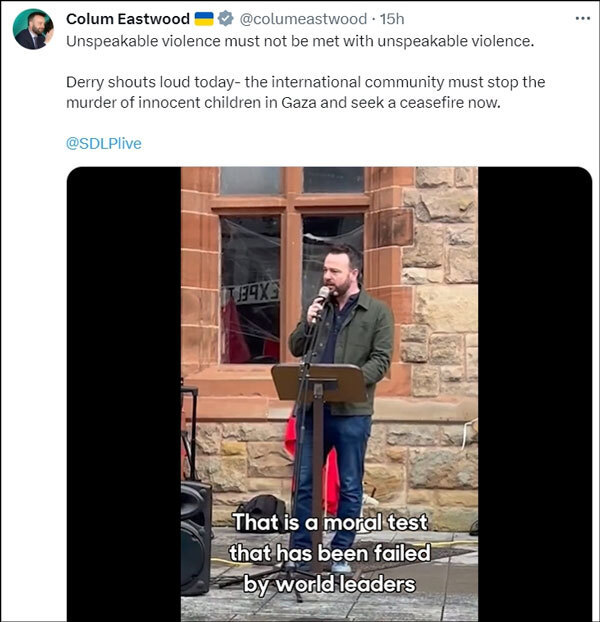 Colum Eastwood 🇺🇦 @columeastwood · 15h
Unspeakable violence must not be met with unspeakable violence.
Derry shouts loud today- the international community must stop the
murder of innocent children in Gaza and seek a ceasefire now.
@SDLPlive
EXPEL
That is a moral test
that has been failed
by world leaders